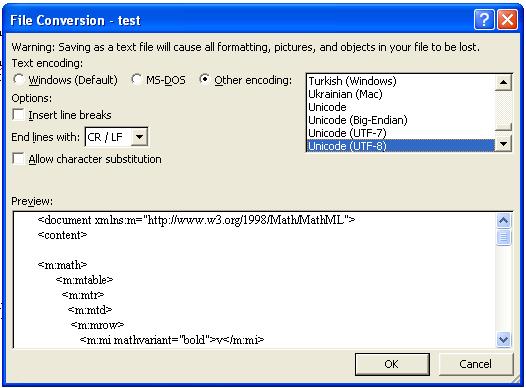 File Conversion - test
Warning: Saving as a text file will cause all formatting, pictures, and objects in your file to be lost.
Text encoding:
Windows (Default) MS-DOS Other encoding:
Turkish (Windows)
Ukrainian (Mac)
Unicode
Unicode (Big-Endian)
Unicode (UTF-7)
Unicode (UTF-8)
Options:
Insert line breaks
End lines with: CR / LF
Allow character substitution
Preview:
<document xmlns:m="http://www.w3.org/1998/Math/MathML">
<content>
<m:math>
<m:mtable>
<m:mtr>
<m:mtd>
<m:mrow>
<m:mi mathvariant="bold">v</m:mi>
OK Cancel